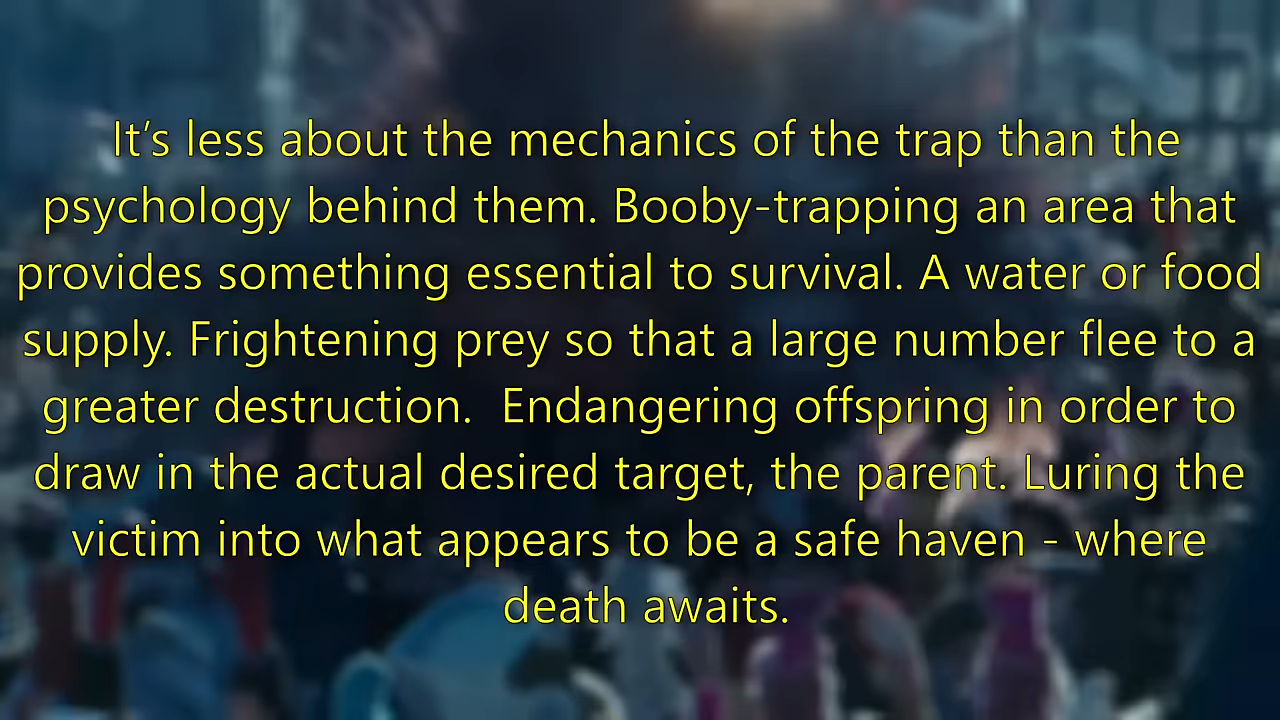 It’s less about the mechanics of the trap than the
psychology behind them. Booby-trapping an area that
provides something essential to survival. A water or food
supply. Frightening prey so that a large number flee to a
greater destruction.  Endangering offspring in order to
draw in the actual desired target, the parent. Luring the
victim into what appears to be a safe haven - where
death awaits.